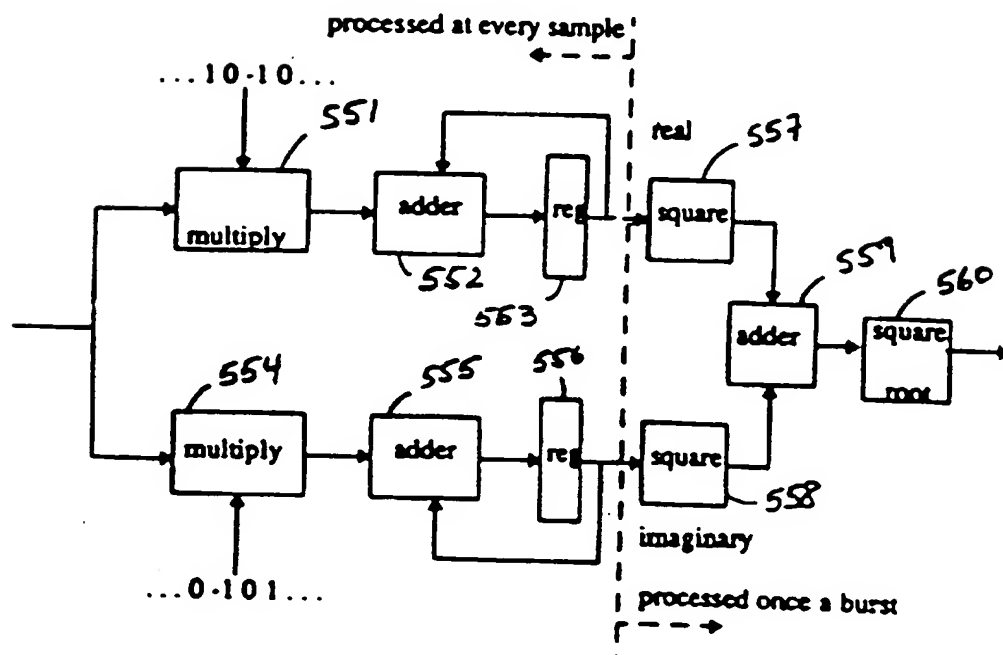 processed at every sample
...10-10...
551
real
557
multiply
adder
reg
square
552
553
559
560
adder
square
root
554
555
556
multiply
adder
reg
square
558
imaginary
...0-101...
processed once a burst